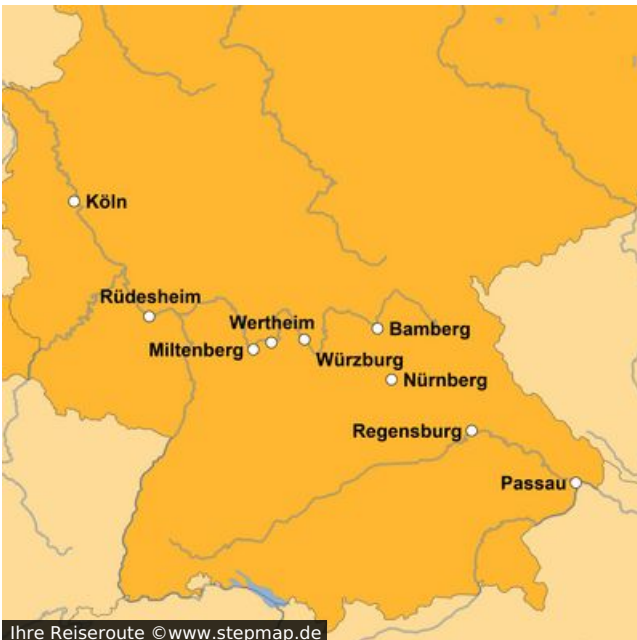 Köln
Rüdesheim
Wertheim
Bamberg
Miltenberg
Würzburg
Nürnberg
Regensburg
Passau
Ihre Reiseroute ©www.stepmap.de